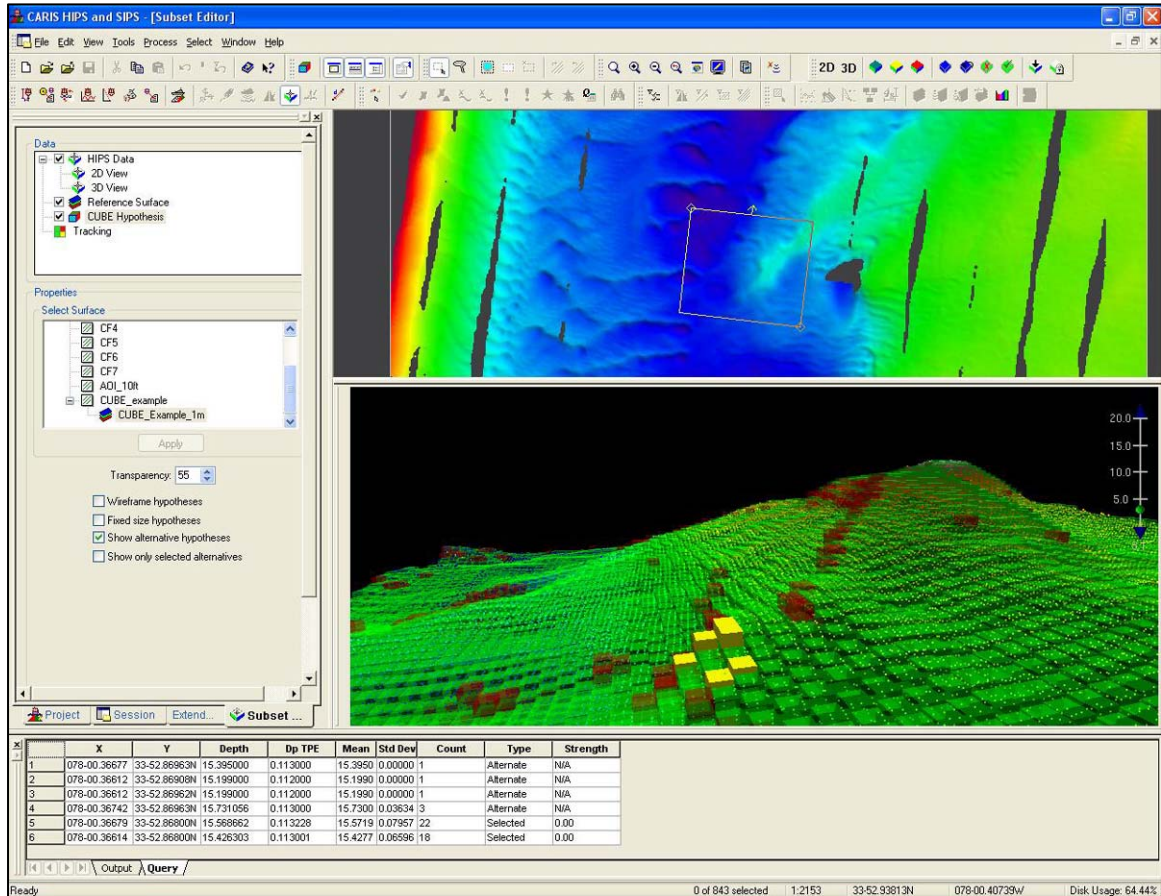 CARIS HIPS and SIPS - [Subset Editor]
File Edit View Tools Process Select Window Help
2D 3D
Data
HIPS Data
2D View
3D View
Reference Surface
CUBE Hypothesis
Tracking
Properties
Select Surface
CF4
CF5
CF6
CF7
AOI_10ft
CUBE_example
CUBE_Example_1m
Apply
Transparency: 55
Wireframe hypotheses
Fixed size hypotheses
Show alternative hypotheses
Show only selected alternatives
Project Session Extend... Subset ...
20.0
15.0
10.0
5.0
X Y Depth Dp TPE Mean Std Dev Count Type Strength
1 078-00.36677 33-52.86963N 15.395000 0.113000 15.3950 0.00000 1 Alternate N/A
2 078-00.36612 33-52.86908N 15.199000 0.112000 15.1990 0.00000 1 Alternate N/A
3 078-00.36612 33-52.86962N 15.199000 0.112000 15.1990 0.00000 1 Alternate N/A
4 078-00.36742 33-52.86963N 15.731056 0.113000 15.7300 0.03634 3 Alternate N/A
5 078-00.36679 33-52.86800N 15.568662 0.113228 15.5719 0.07957 22 Selected 0.00
6 078-00.36614 33-52.86800N 15.426303 0.113001 15.4277 0.06596 18 Selected 0.00
Output Query
Ready 0 of 843 selected 1:2153 33-52.93813N 078-00.40739W Disk Usage: 64.44%